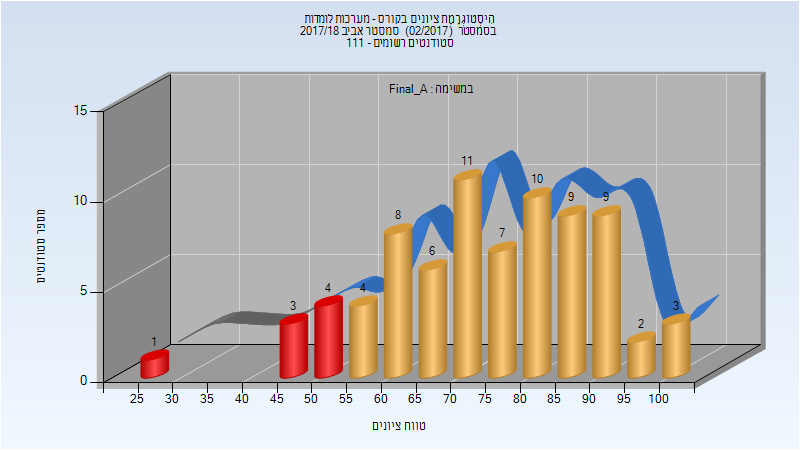 היסטוגרמת ציונים בקורס - מערכות לומדות
בסמסטר (02/2017) סמסטר אביב 2017/18
סטודנטים רשומים - 111
במשימה : Final_A
מספר סטודנטים
15
10
5
0
1
3
4
4
8
6
11
7
10
9
9
2
3
25 30 35 40 45 50 55 60 65 70 75 80 85 90 95 100
טווח ציונים